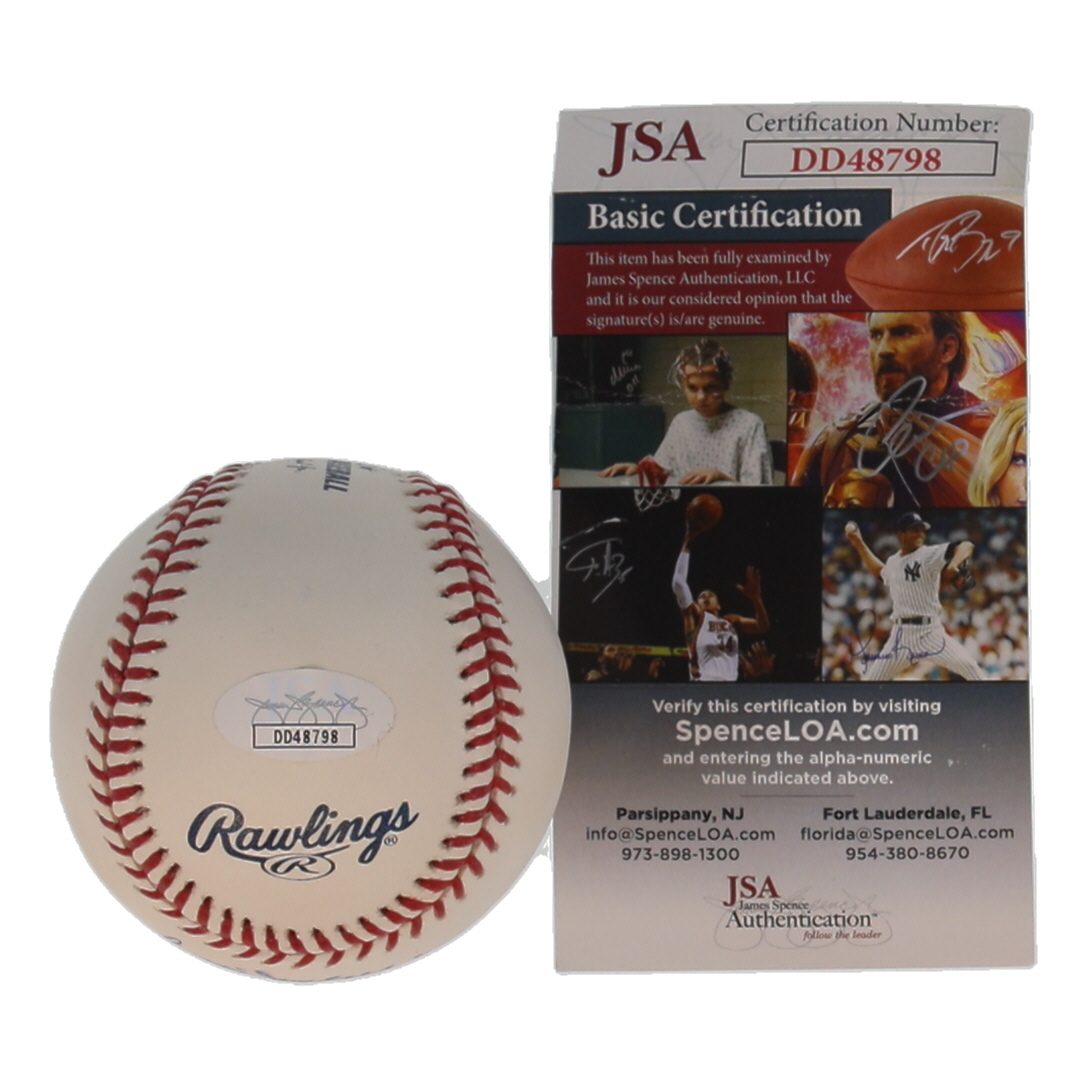 JSA
Certification Number:
DD48798
Basic Certification
This item has been fully examined by
James Spence Authentication, LLC
and it is our considered opinion that the
signature(s) is/are genuine.
34
Verify this certification by visiting
SpenceLOA.com
and entering the alpha-numeric
value indicated above.
Parsippany, NJ
info@SpenceLOA.com
973-898-1300
Fort Lauderdale, FL
florida@SpenceLOA.com
954-380-8670
JSA
James Spence
Authentication™
follow the leader
DD48798
Rawlings®
R